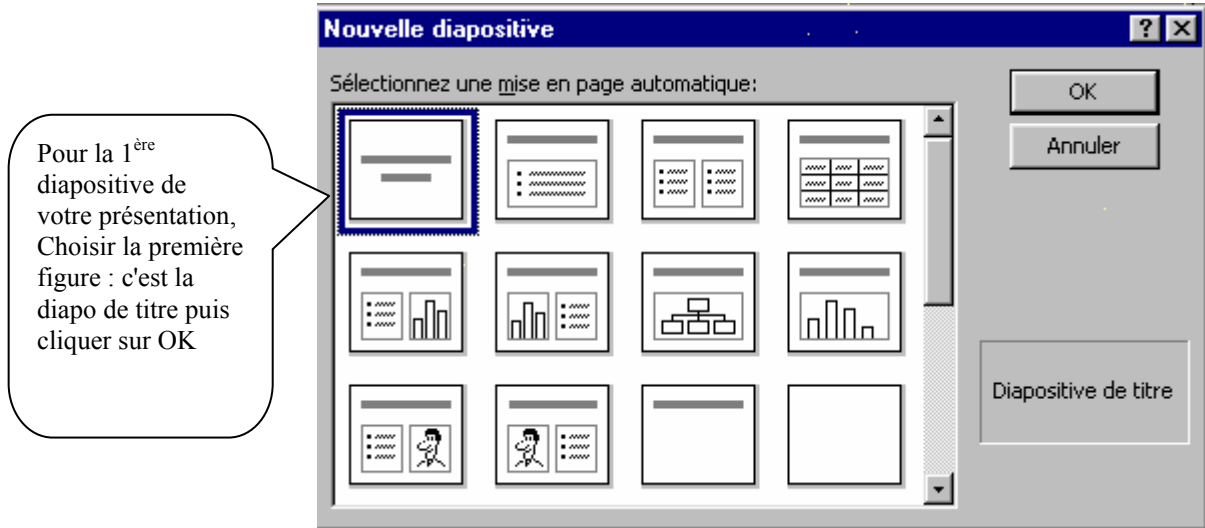 Nouvelle diapositive
Sélectionnez une mise en page automatique:
OK
Annuler
Pour la 1ère
diapositive de
votre présentation,
Choisir la première
figure : c'est la
diapo de titre puis
cliquer sur OK
Diapositive de titre